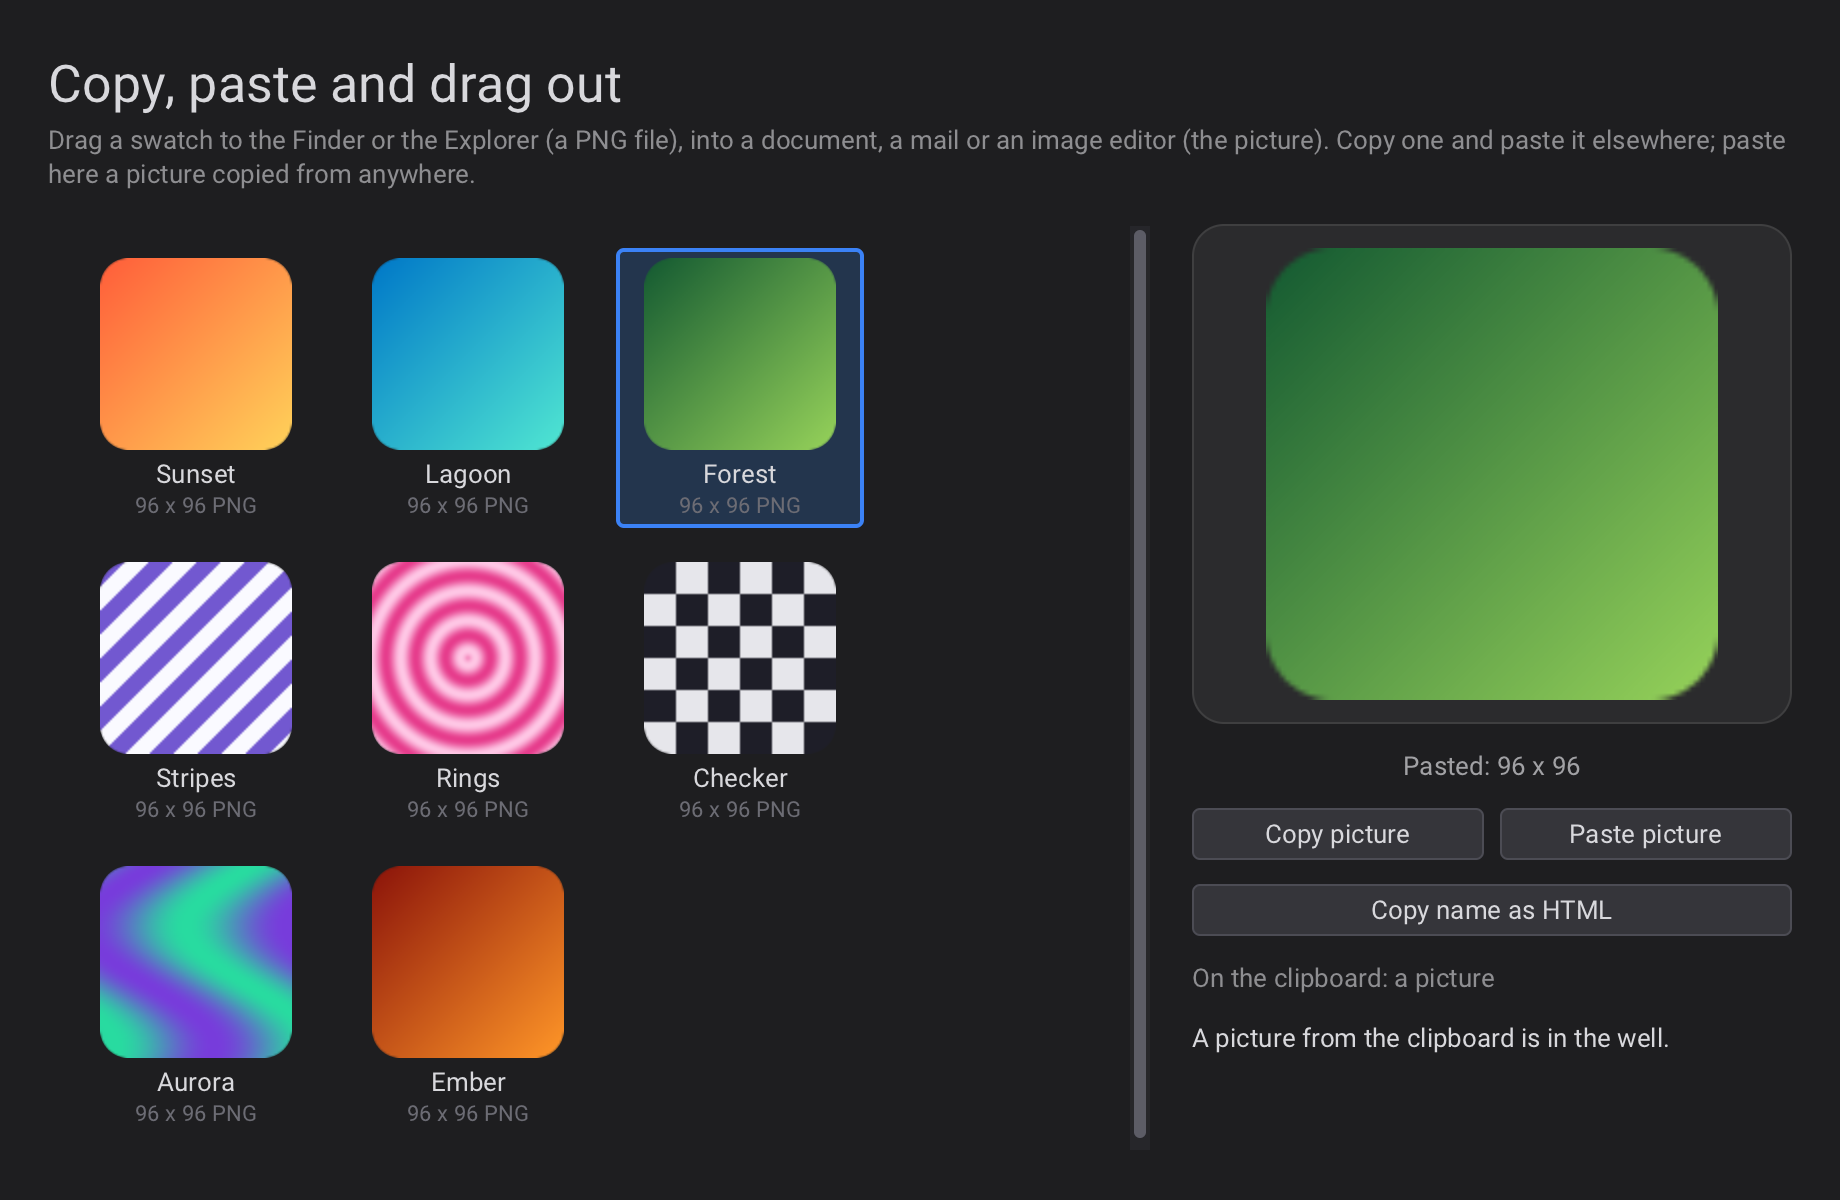 Copy, paste and drag out
Drag a swatch to the Finder or the Explorer (a PNG file), into a document, a mail or an image editor (the picture). Copy one and paste it elsewhere; paste
here a picture copied from anywhere.
Sunset
96 x 96 PNG
Lagoon
96 x 96 PNG
Forest
96 x 96 PNG
Stripes
96 x 96 PNG
Rings
96 x 96 PNG
Checker
96 x 96 PNG
Aurora
96 x 96 PNG
Ember
96 x 96 PNG
Pasted: 96 x 96
Copy picture
Paste picture
Copy name as HTML
On the clipboard: a picture
A picture from the clipboard is in the well.